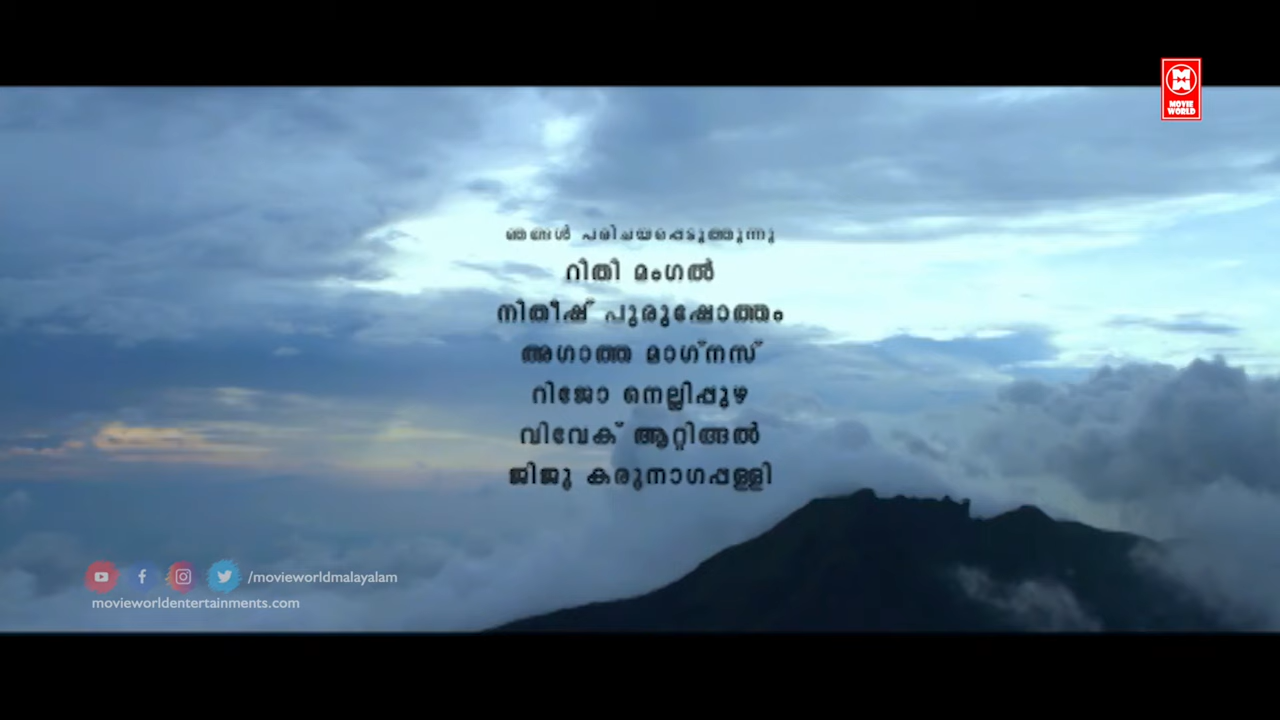 MOVIE
WORLD
ഞങ്ങൾ പരിചയപ്പെടുത്തുന്നു
റിതി മംഗൽ
നിതീഷ് പുരുഷോത്തം
അഗാത്ത മാഗ്നസ്
റിജോ നെല്ലിപ്പുഴ
വിവേക് ആറ്റിങ്ങൽ
ജിജു കരുനാഗപ്പള്ളി
/movieworldmalayalam
movieworldentertainments.com